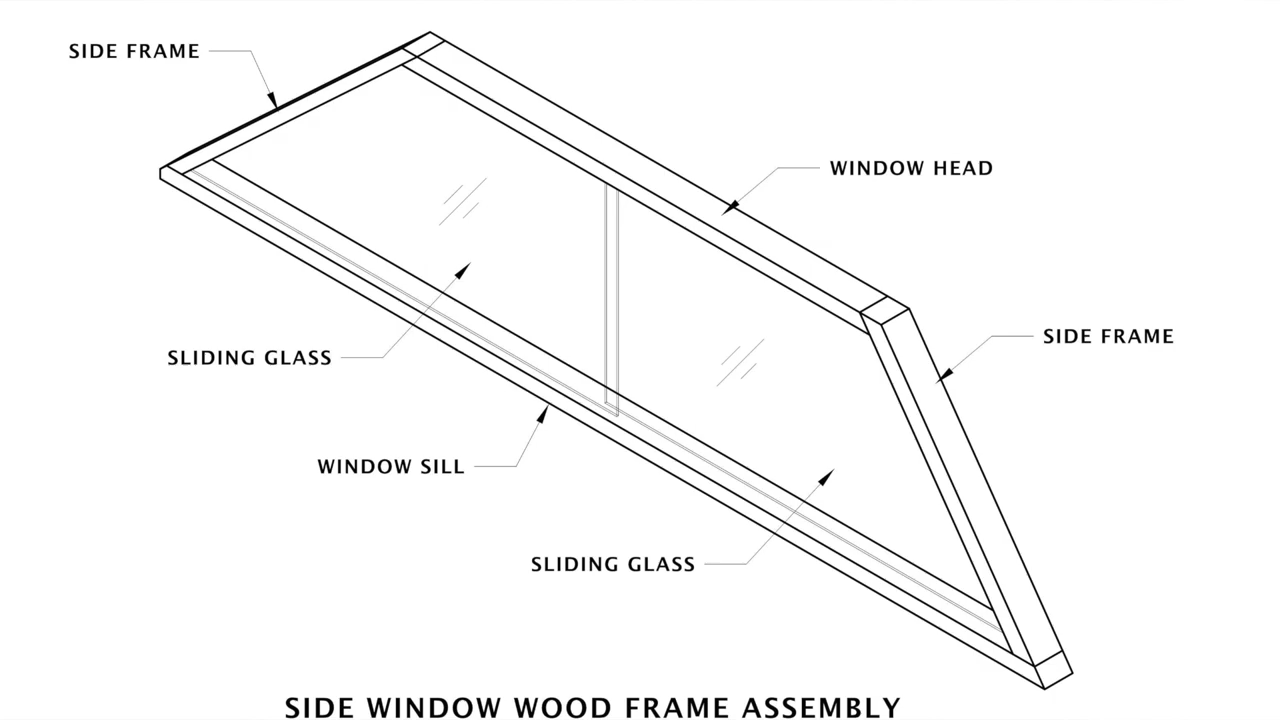 SIDE FRAME
WINDOW HEAD
SIDE FRAME
SLIDING GLASS
WINDOW SILL
SLIDING GLASS
SIDE WINDOW WOOD FRAME ASSEMBLY